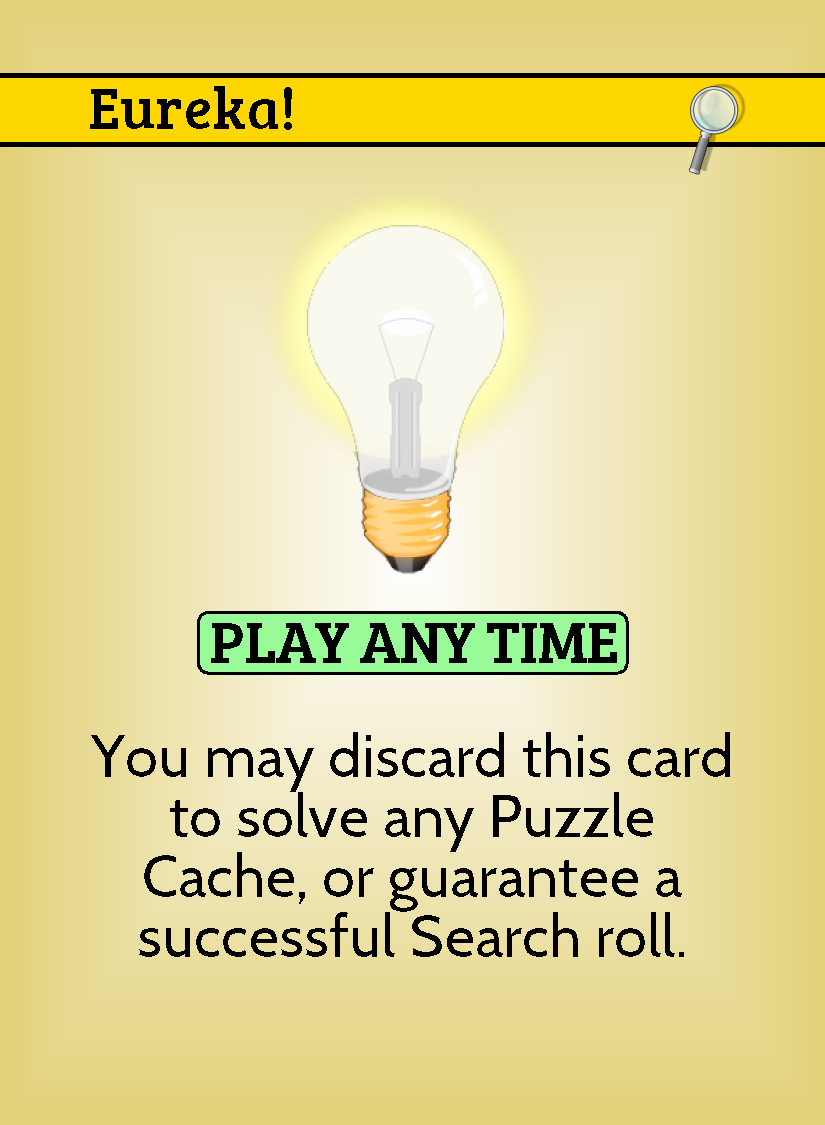 Eureka!
PLAY ANY TIME
You may discard this card
to solve any Puzzle
Cache, or guarantee a
successful Search roll.